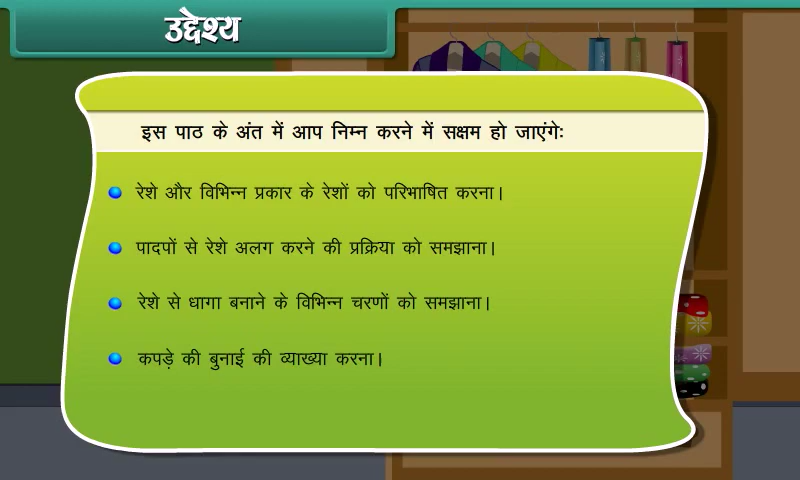 उद्देश्य
इस पाठ के अंत में आप निम्न करने में सक्षम हो जाएंगे:
रेशे और विभिन्न प्रकार के रेशों को परिभाषित करना।
पादपों से रेशे अलग करने की प्रक्रिया को समझाना।
रेशे से धागा बनाने के विभिन्न चरणों को समझाना।
कपड़े की बुनाई की व्याख्या करना।